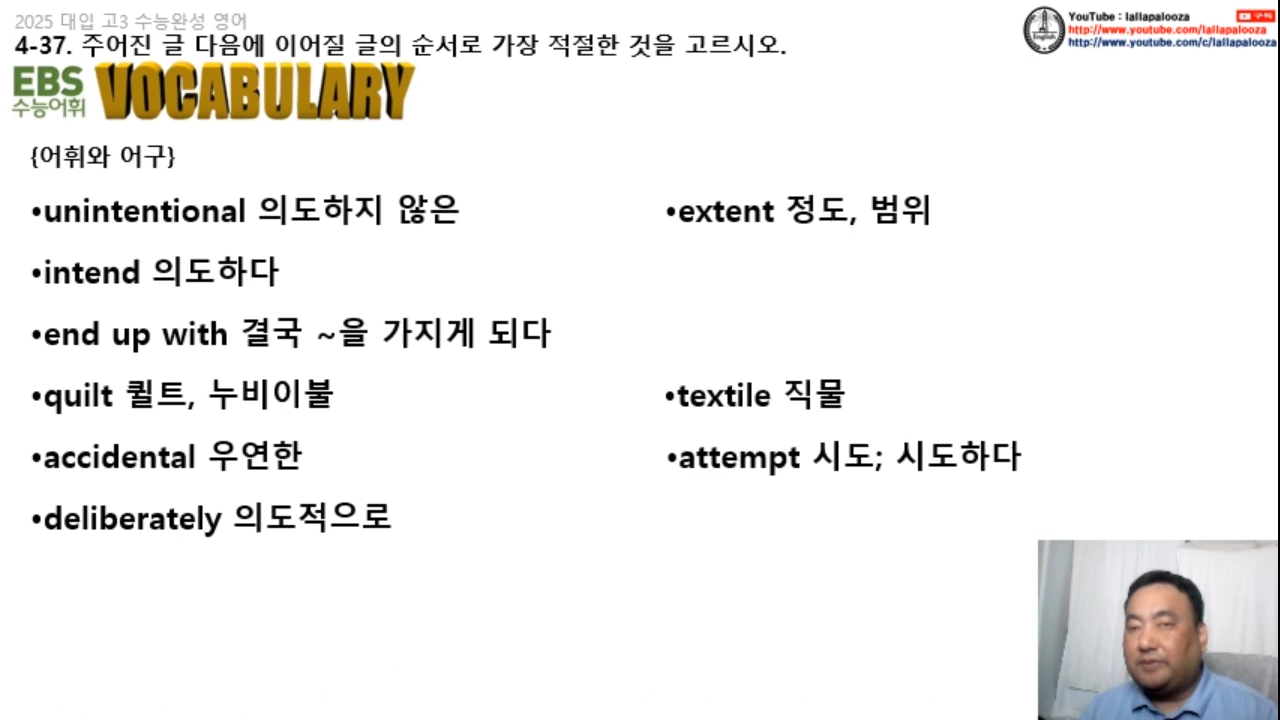 2025 대입 고3 수능완성 영어
4-37. 주어진 글 다음에 이어질 글의 순서로 가장 적절한 것을 고르시오.
YouTube : lallapalooza
구독
http://www.youtube.com/lallapalooza
http://www.youtube.com/c/lallapalooza
English
EBS
수능어휘
VOCABULARY
{어휘와 어구}
•unintentional 의도하지 않은
•extent 정도, 범위
•intend 의도하다
•end up with 결국 ~을 가지게 되다
•quilt 퀼트, 누비이불
•textile 직물
•accidental 우연한
•attempt 시도; 시도하다
•deliberately 의도적으로